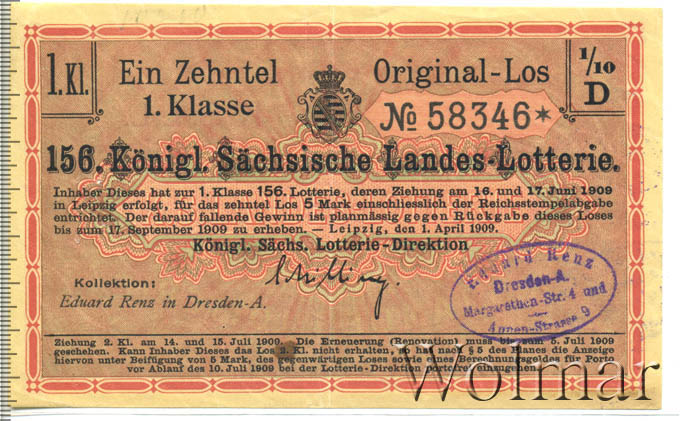 1. Kl.
Ein Zehntel
1. Klasse
Original-Los
1/10
D
№ 58346*
156. Königl. Sächsische Landes-Lotterie.
Inhaber Dieses hat zur 1. Klasse 156. Lotterie, deren Ziehung am 16. und 17. Juni 1909
in Leipzig erfolgt, für das zehntel Los 5 Mark einschliesslich der Reichsstempelabgabe
entrichtet. Der darauf fallende Gewinn ist planmässig gegen Rückgabe dieses Loses
bis zum 17. September 1909 zu erheben. — Leipzig, den 1. April 1909.
Königl. Sächs. Lotterie-Direktion
Kollektion:
Eduard Renz in Dresden-A.
Eduard Renz
Dresden-A.
Margarathen-Str. 4 und
Annen-Strasse 9
Ziehung 2. Kl. am 14. und 15. Juli 1909. Die Erneuerung (Renovation) muss bis zum 5. Juli 1909
geschehen. Kann Inhaber Dieses das Los 2. Kl. nicht erhalten, so hat nach § 5 des Planes die Anzeige
hiervon unter Beifügung von 5 Mark, des gegenwärtigen Loses sowie eines Berechnungsgeldes für Porto
vor Ablauf des 10. Juli 1909 bei der Lotterie-Direktion portofrei einzugehen.
Wolmar